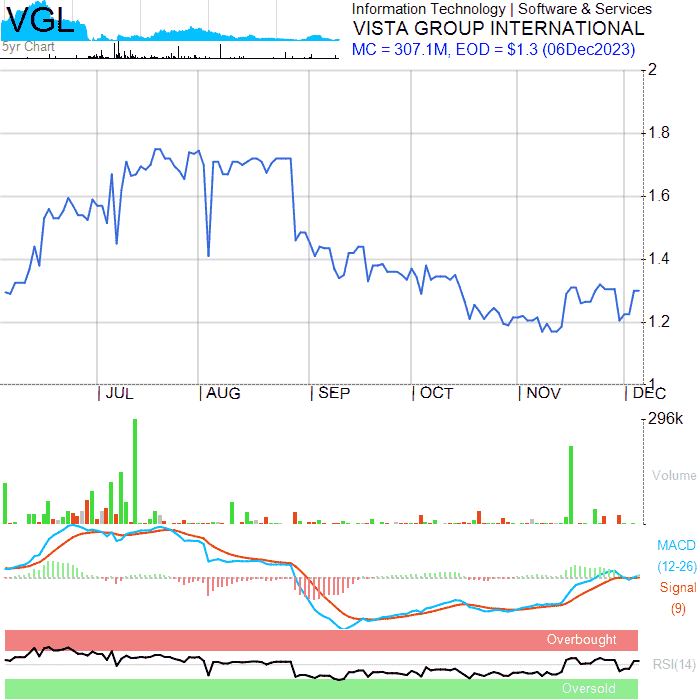 VGL
5yr Chart
Information Technology | Software & Services
VISTA GROUP INTERNATIONAL
MC = 307.1M, EOD = $1.3 (06Dec2023)
2
1.8
1.6
1.4
1.2
1
JUL AUG SEP OCT NOV DEC
296k
Volume
MACD
(12-26)
Signal
(9)
Overbought
RSI(14)
Oversold